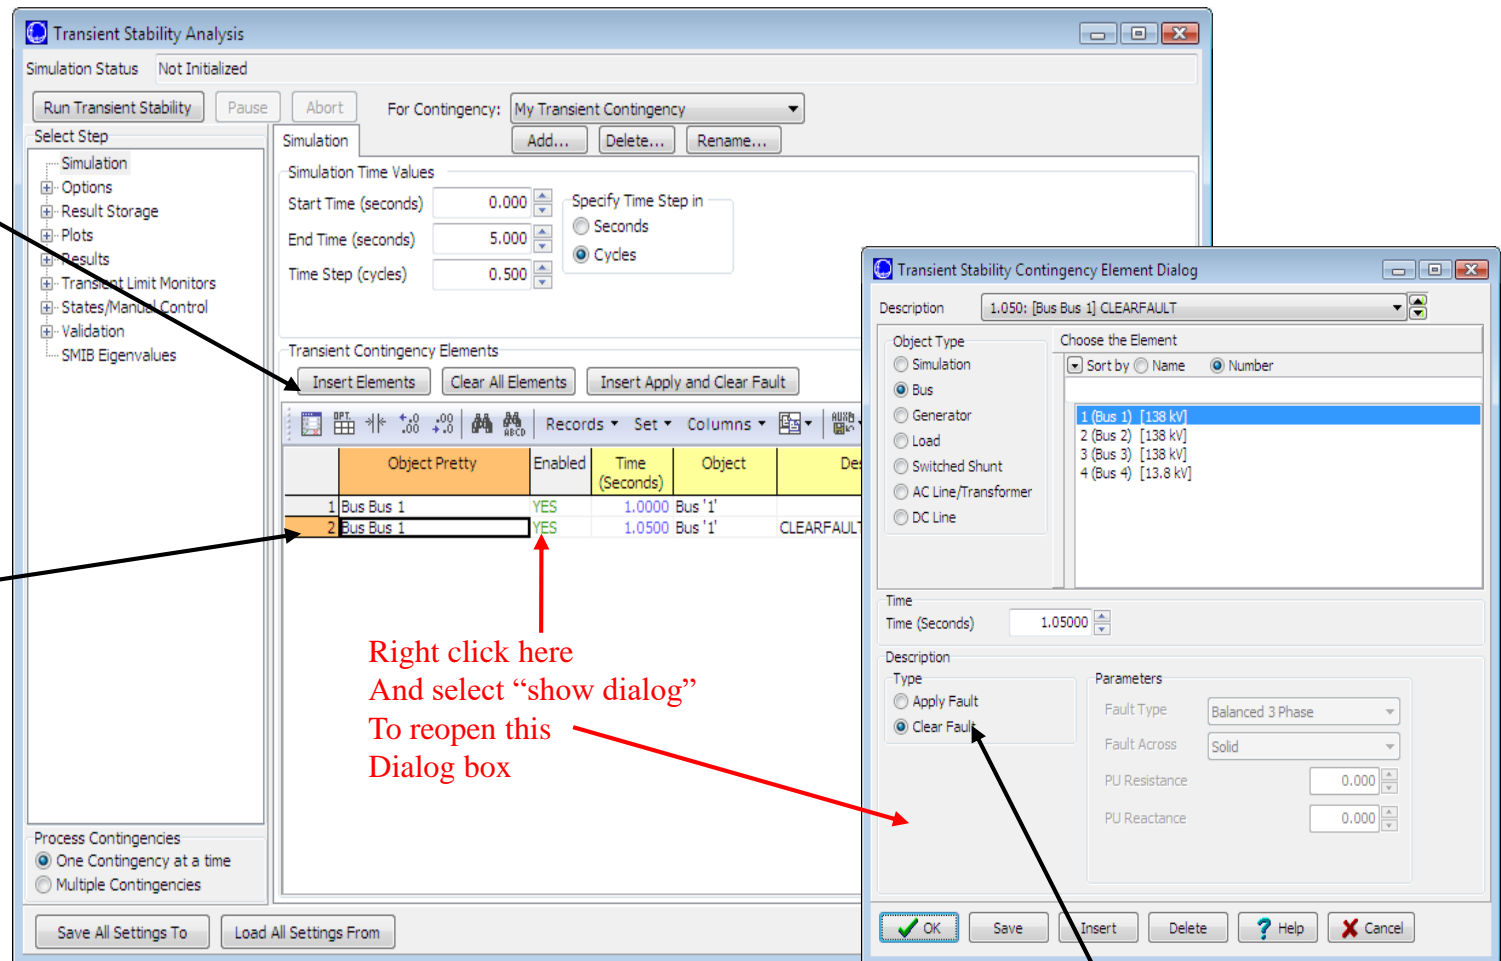 Transient Stability Analysis
Simulation Status Not Initialized
Run Transient Stability Pause Abort For Contingency: My Transient Contingency
Add... Delete... Rename...
Select Step
Simulation
Options
Result Storage
Plots
Results
Transient Limit Monitors
States/Manual Control
Validation
SMIB Eigenvalues
Process Contingencies
One Contingency at a time
Multiple Contingencies
Simulation
Simulation Time Values
Start Time (seconds) 0.000
End Time (seconds) 5.000
Time Step (cycles) 0.500
Specify Time Step in
Seconds
Cycles
Transient Contingency Elements
Insert Elements Clear All Elements Insert Apply and Clear Fault
Records Set Columns
Object Pretty Enabled Time (Seconds) Object Des
1 Bus Bus 1 YES 1.0000 Bus '1'
2 Bus Bus 1 YES 1.0500 Bus '1' CLEARFAULT
Right click here
And select “show dialog”
To reopen this
Dialog box
Save All Settings To Load All Settings From
Transient Stability Contingency Element Dialog
Description 1.050: [Bus Bus 1] CLEARFAULT
Object Type
Simulation
Bus
Generator
Load
Switched Shunt
AC Line/Transformer
DC Line
Choose the Element
Sort by Name Number
1 (Bus 1) [138 kV]
2 (Bus 2) [138 kV]
3 (Bus 3) [138 kV]
4 (Bus 4) [13.8 kV]
Time
Time (Seconds) 1.05000
Description
Type
Apply Fault
Clear Fault
Parameters
Fault Type Balanced 3 Phase
Fault Across Solid
PU Resistance 0.000
PU Reactance 0.000
OK Save Insert Delete ? Help Cancel